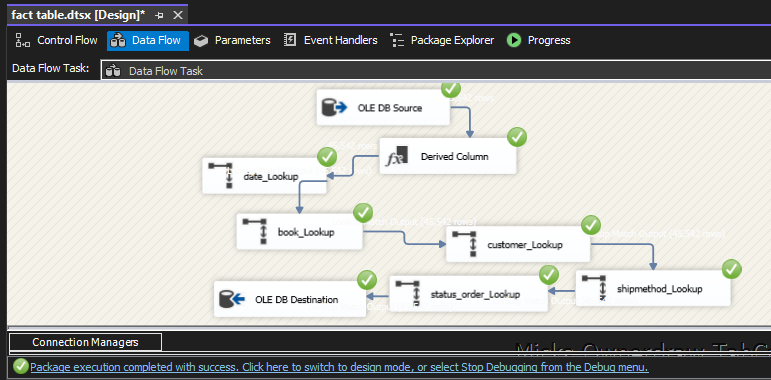 fact table.dtsx [Design]*
Control Flow Data Flow Parameters Event Handlers Package Explorer Progress
Data Flow Task: Data Flow Task
OLE DB Source
Derived Column
date_Lookup
book_Lookup
customer_Lookup
shipmethod_Lookup
status_order_Lookup
OLE DB Destination
Connection Managers
Package execution completed with success. Click here to switch to design mode, or select Stop Debugging from the Debug menu.